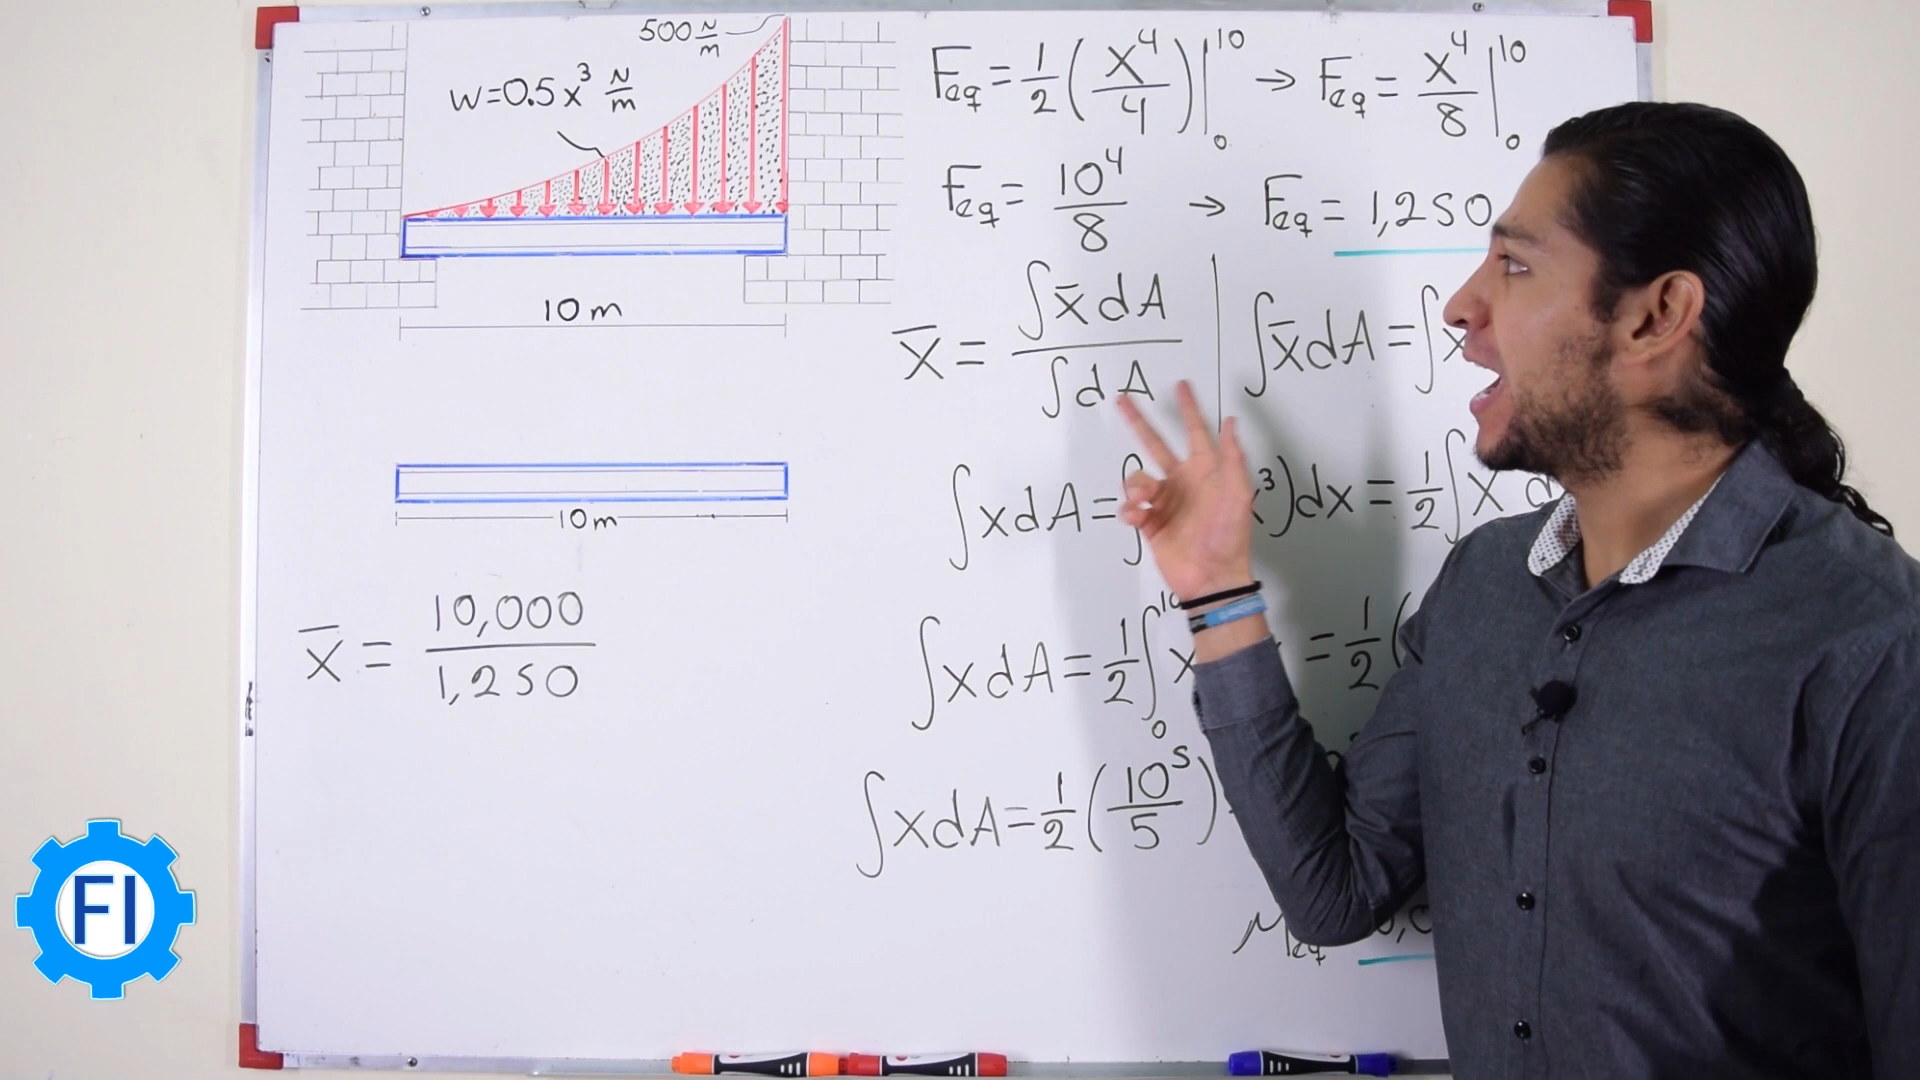 500 N/m
w=0.5x³ N/m
10 m
10 m
x̄ = 10,000/1,250
Feq = 1/2 (x⁴/4)|₀¹⁰ → Feq = x⁴/8 |₀¹⁰
Feq = 10⁴/8 → Feq = 1,250
x̄ = ∫x̄dA / ∫dA | ∫x̄dA = ∫x
∫xdA = ∫ x³)dx = 1/2 ∫x d
∫xdA = 1/2 ∫₀¹⁰ x = 1/2 (
∫xdA = 1/2 (10⁵/5)
Meq
FI